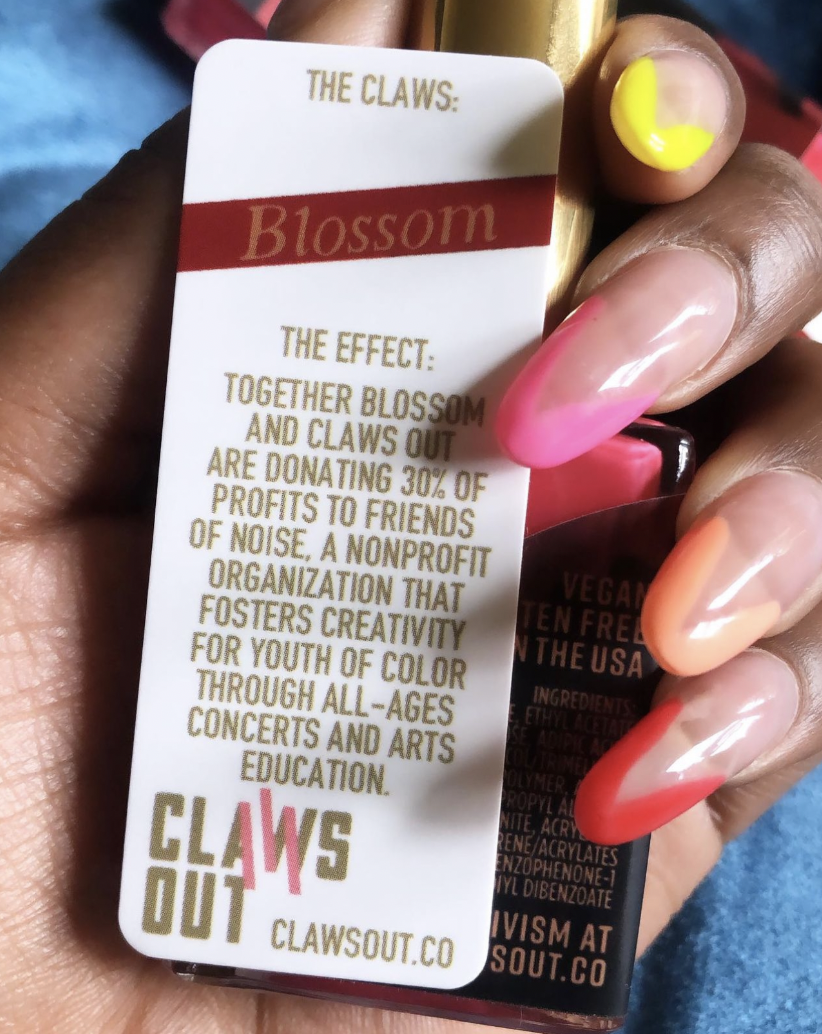 THE CLAWS:
Blossom
THE EFFECT:
TOGETHER BLOSSOM
AND CLAWS OUT
ARE DONATING 30% OF
PROFITS TO FRIENDS
OF NOISE, A NONPROFIT
ORGANIZATION THAT
FOSTERS CREATIVITY
FOR YOUTH OF COLOR
THROUGH ALL-AGES
CONCERTS AND ARTS
EDUCATION.
CLAWS
OUT
CLAWSOUT.CO
VEGAN
TEN FREE
N THE USA
INGREDIENTS:
E, ETHYL ACETATE
ADIPIC
POLYMER,
PROPYL
NITE, ACRY
RENE/ACRYLATES
ENZOPHENONE-1
HYL DIBENZOATE
IVISM AT
SOUT.CO